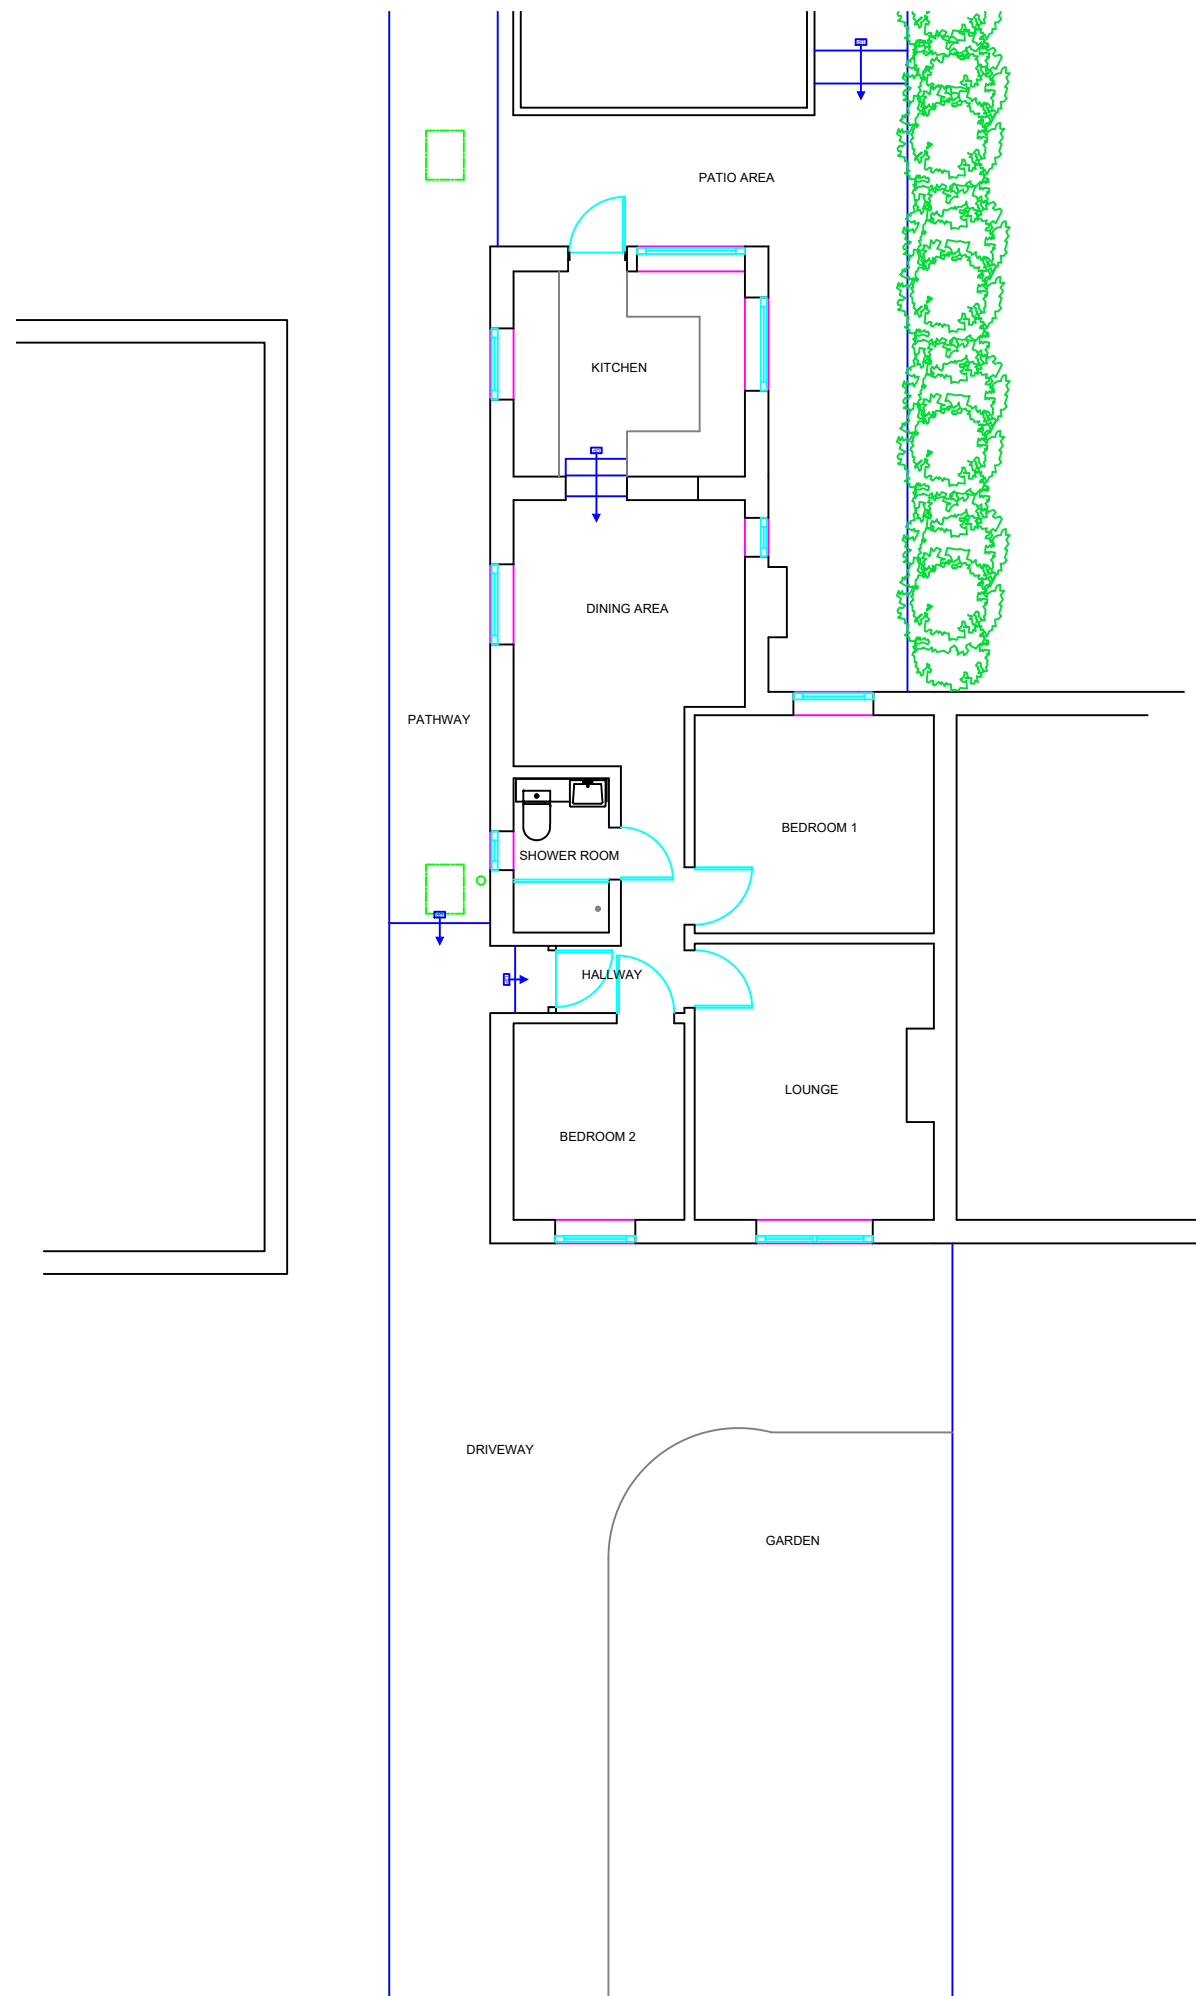 PATIO AREA
KITCHEN
DINING AREA
PATHWAY
BEDROOM 1
SHOWER ROOM
HALLWAY
LOUNGE
BEDROOM 2
DRIVEWAY
GARDEN